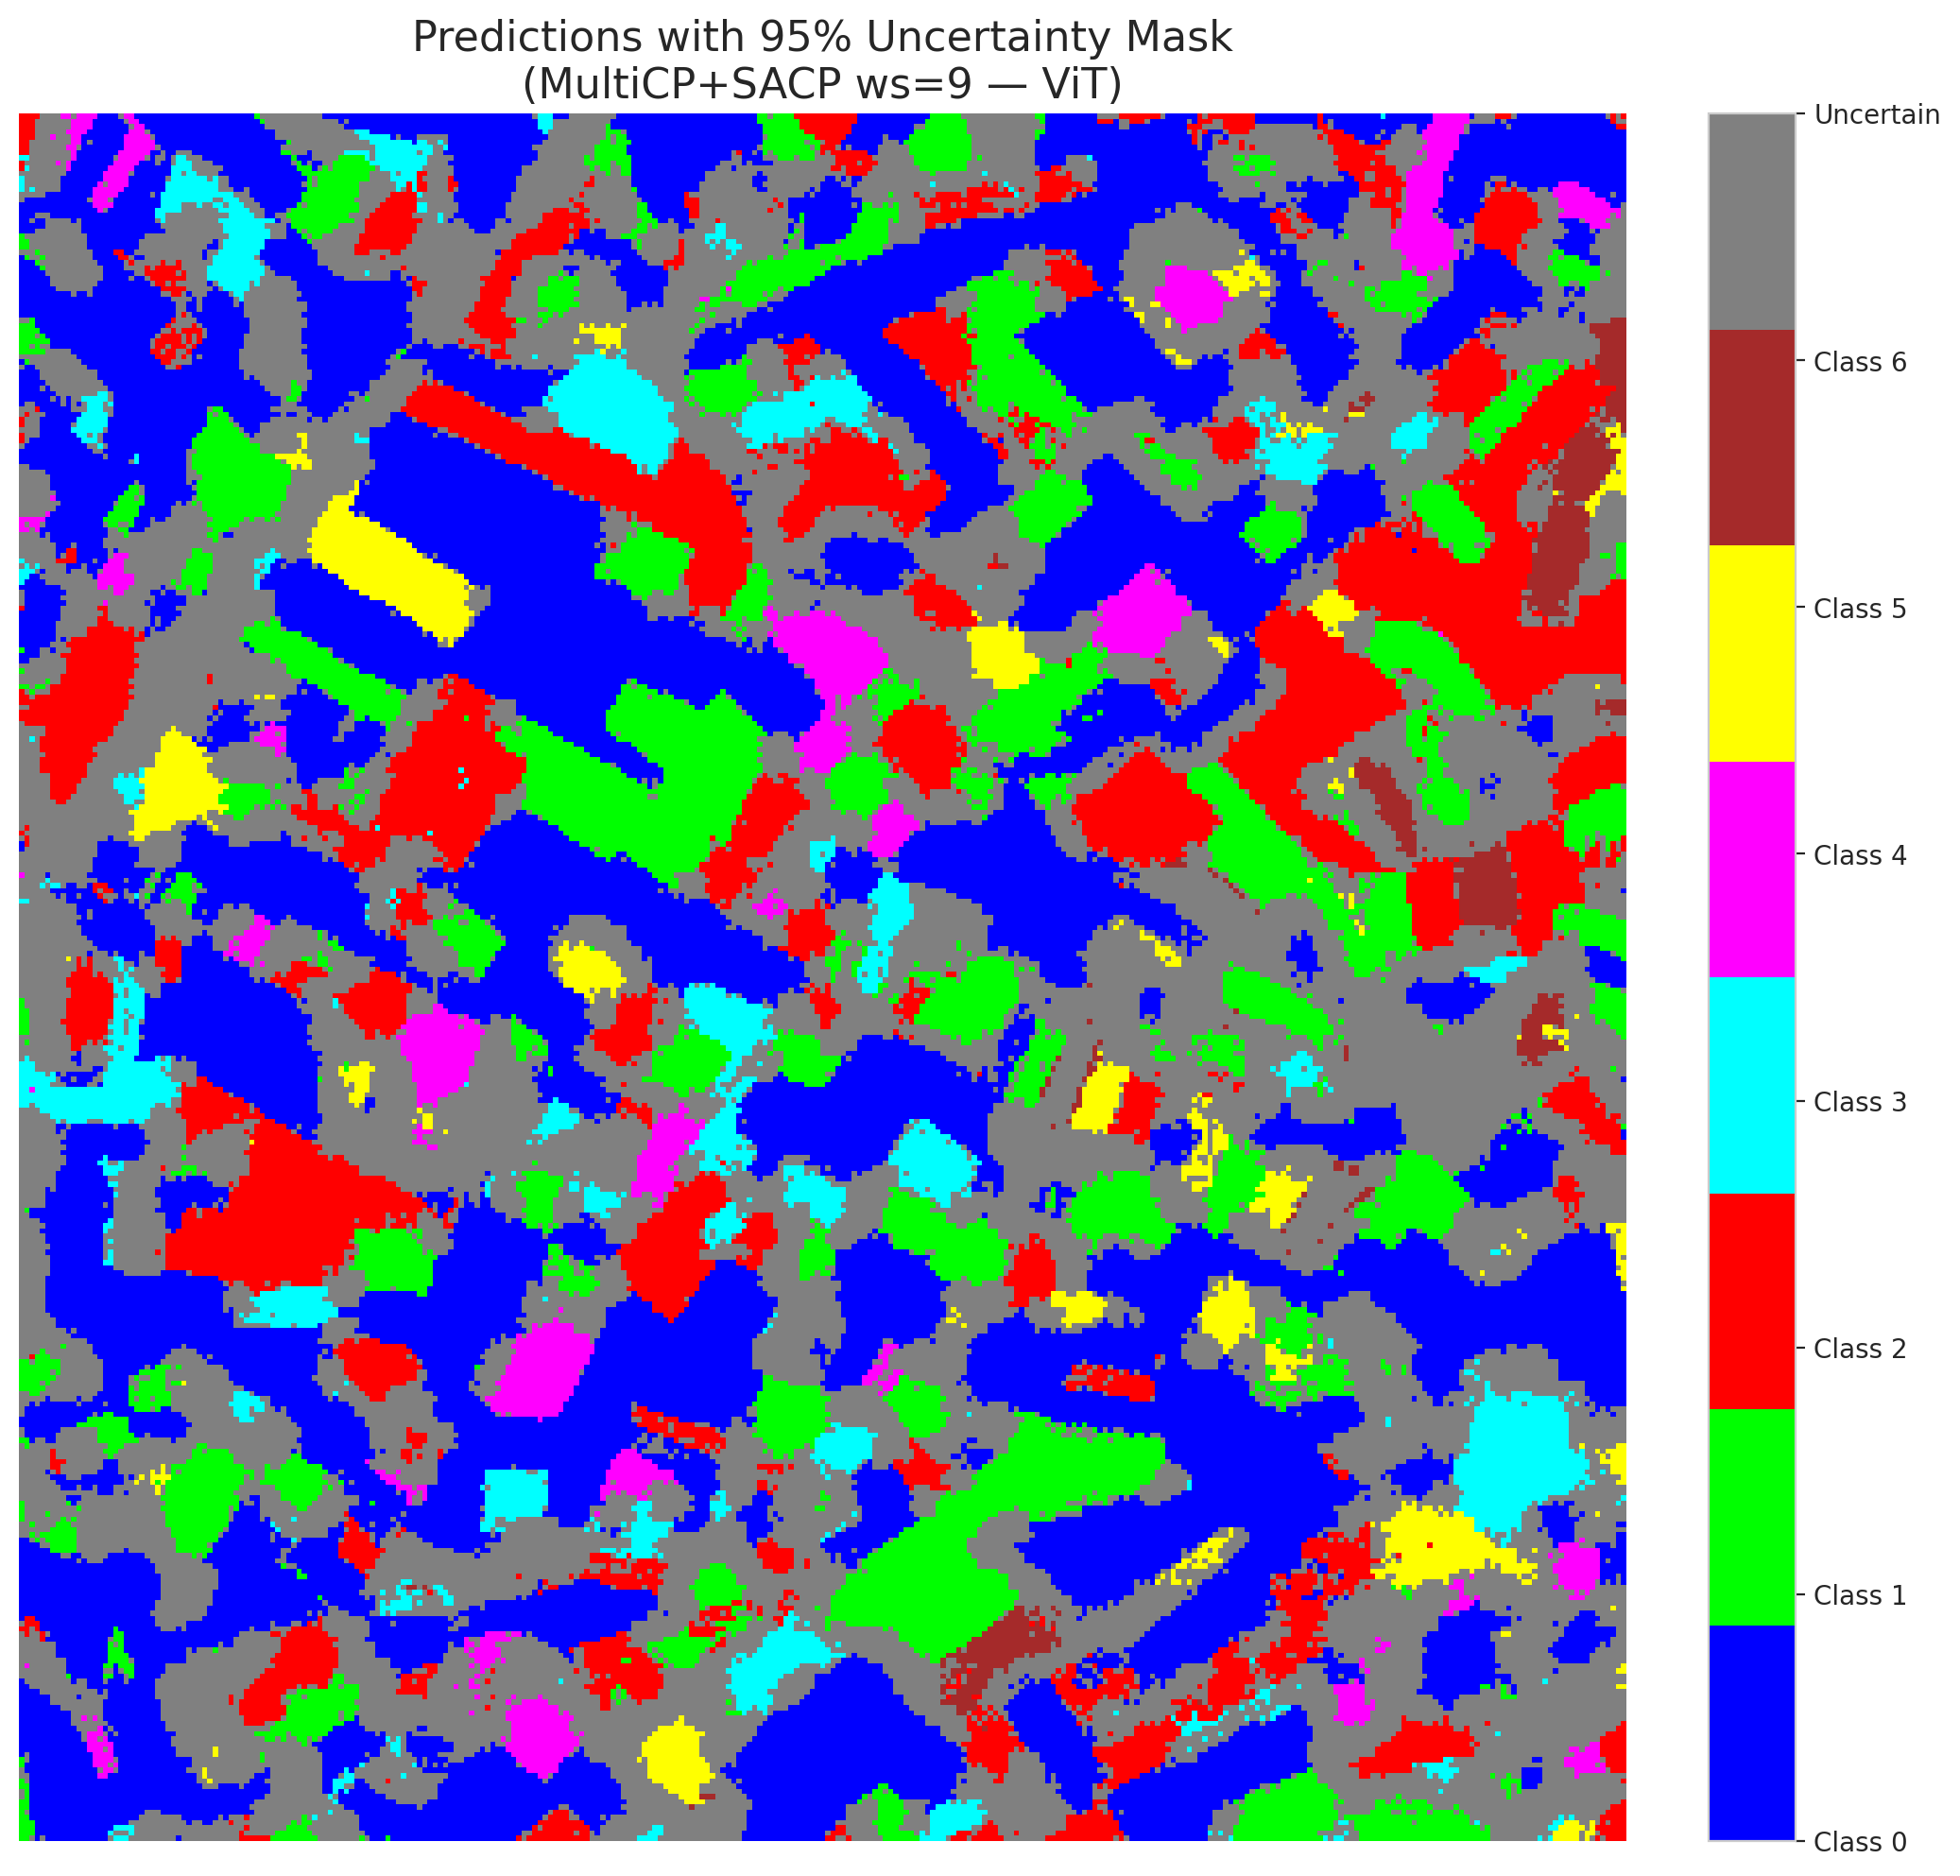 Predictions with 95% Uncertainty Mask
(MultiCP+SACP ws=9 — ViT)
Uncertain
Class 6
Class 5
Class 4
Class 3
Class 2
Class 1
Class 0